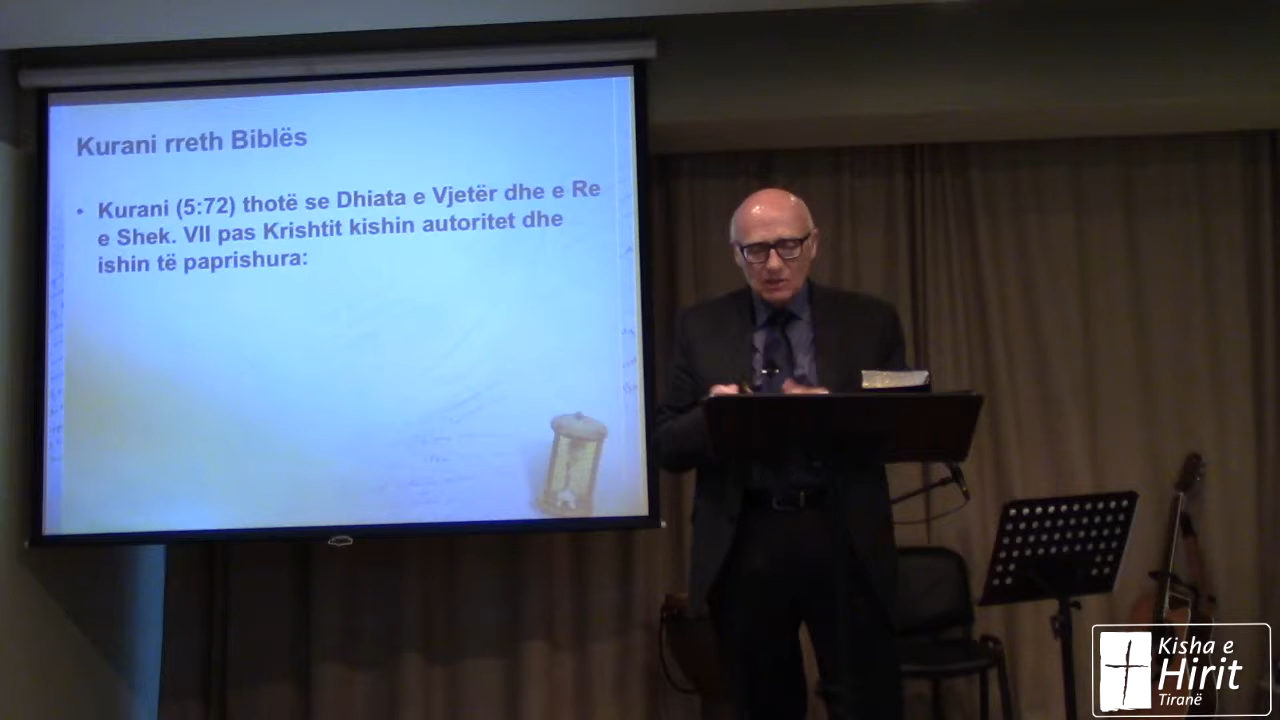 Kurani rreth Biblës
• Kurani (5:72) thotë se Dhiata e Vjetër dhe e Re
e Shek. VII pas Krishtit kishin autoritet dhe
ishin të paprishura:
Kisha e
Hirit
Tiranë